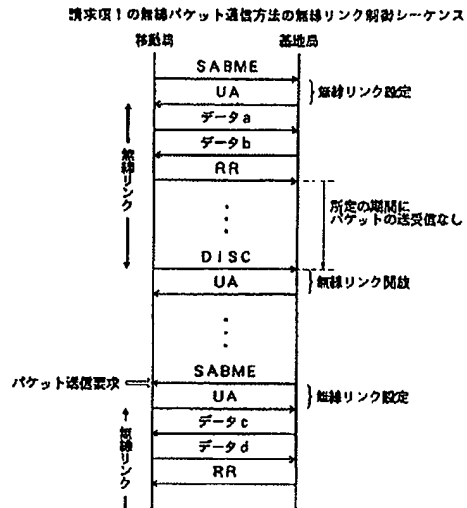 請求項1の無線パケット通信方法の無線リンク制御シーケンス
移動局
基地局
SABME
UA
無線リンク設定
データa
データb
RR
無線リンク
所定の期間に
パケットの送受信なし
DISC
UA
無線リンク開放
SABME
パケット送信要求
UA
無線リンク設定
データc
データd
RR
無線リンク